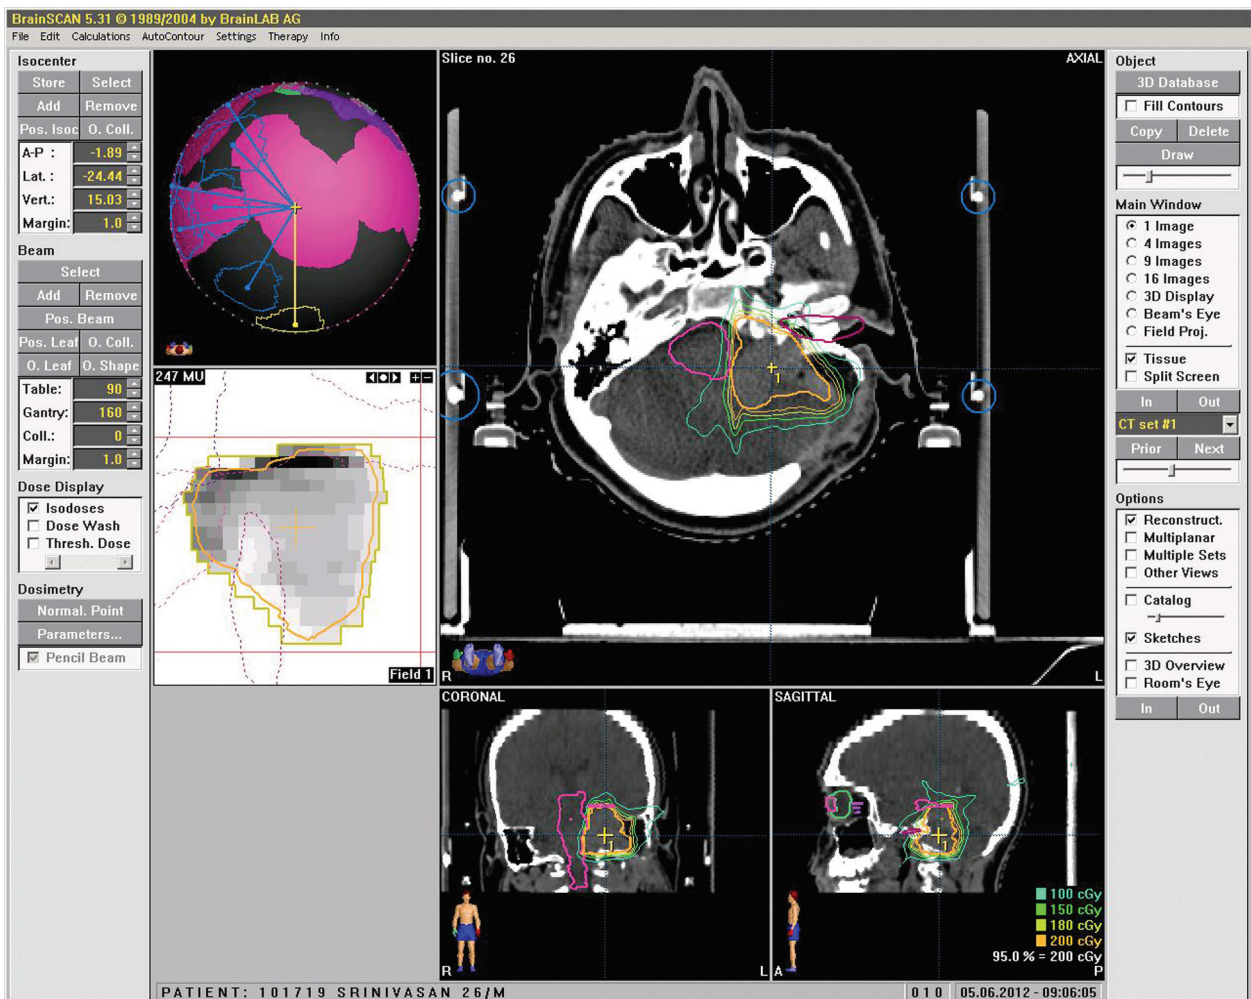 BrainSCAN 5.31 © 1989/2004 by BrainLAB AG
File Edit Calculations AutoContour Settings Therapy Info
Isocenter
Store Select
Add Remove
Pos. Isoc O. Coll.
A-P : -1.89
Lat. : -24.44
Vert.: 15.03
Margin: 1.0
Beam
Select
Add Remove
Pos. Beam
Pos. Leaf O. Coll.
O. Leaf O. Shape
Table: 90
Gantry: 160
Coll.: 0
Margin: 1.0
Dose Display
Isodoses
Dose Wash
Thresh. Dose
Dosimetry
Normal. Point
Parameters...
Pencil Beam
247 MU
Field 1
Slice no. 26 AXIAL
1
R L
CORONAL
1
R L
SAGITTAL
1
100 cGy
150 cGy
180 cGy
200 cGy
95.0 % = 200 cGy
A P
Object
3D Database
Fill Contours
Copy Delete
Draw
Main Window
1 Image
4 Images
9 Images
16 Images
3D Display
Beam's Eye
Field Proj.
Tissue
Split Screen
In Out
CT set #1
Prior Next
Options
Reconstruct.
Multiplanar
Multiple Sets
Other Views
Catalog
Sketches
3D Overview
Room's Eye
In Out
PATIENT: 101719 SRINIVASAN 26/M
0 1 0 05.06.2012 - 09:06:05